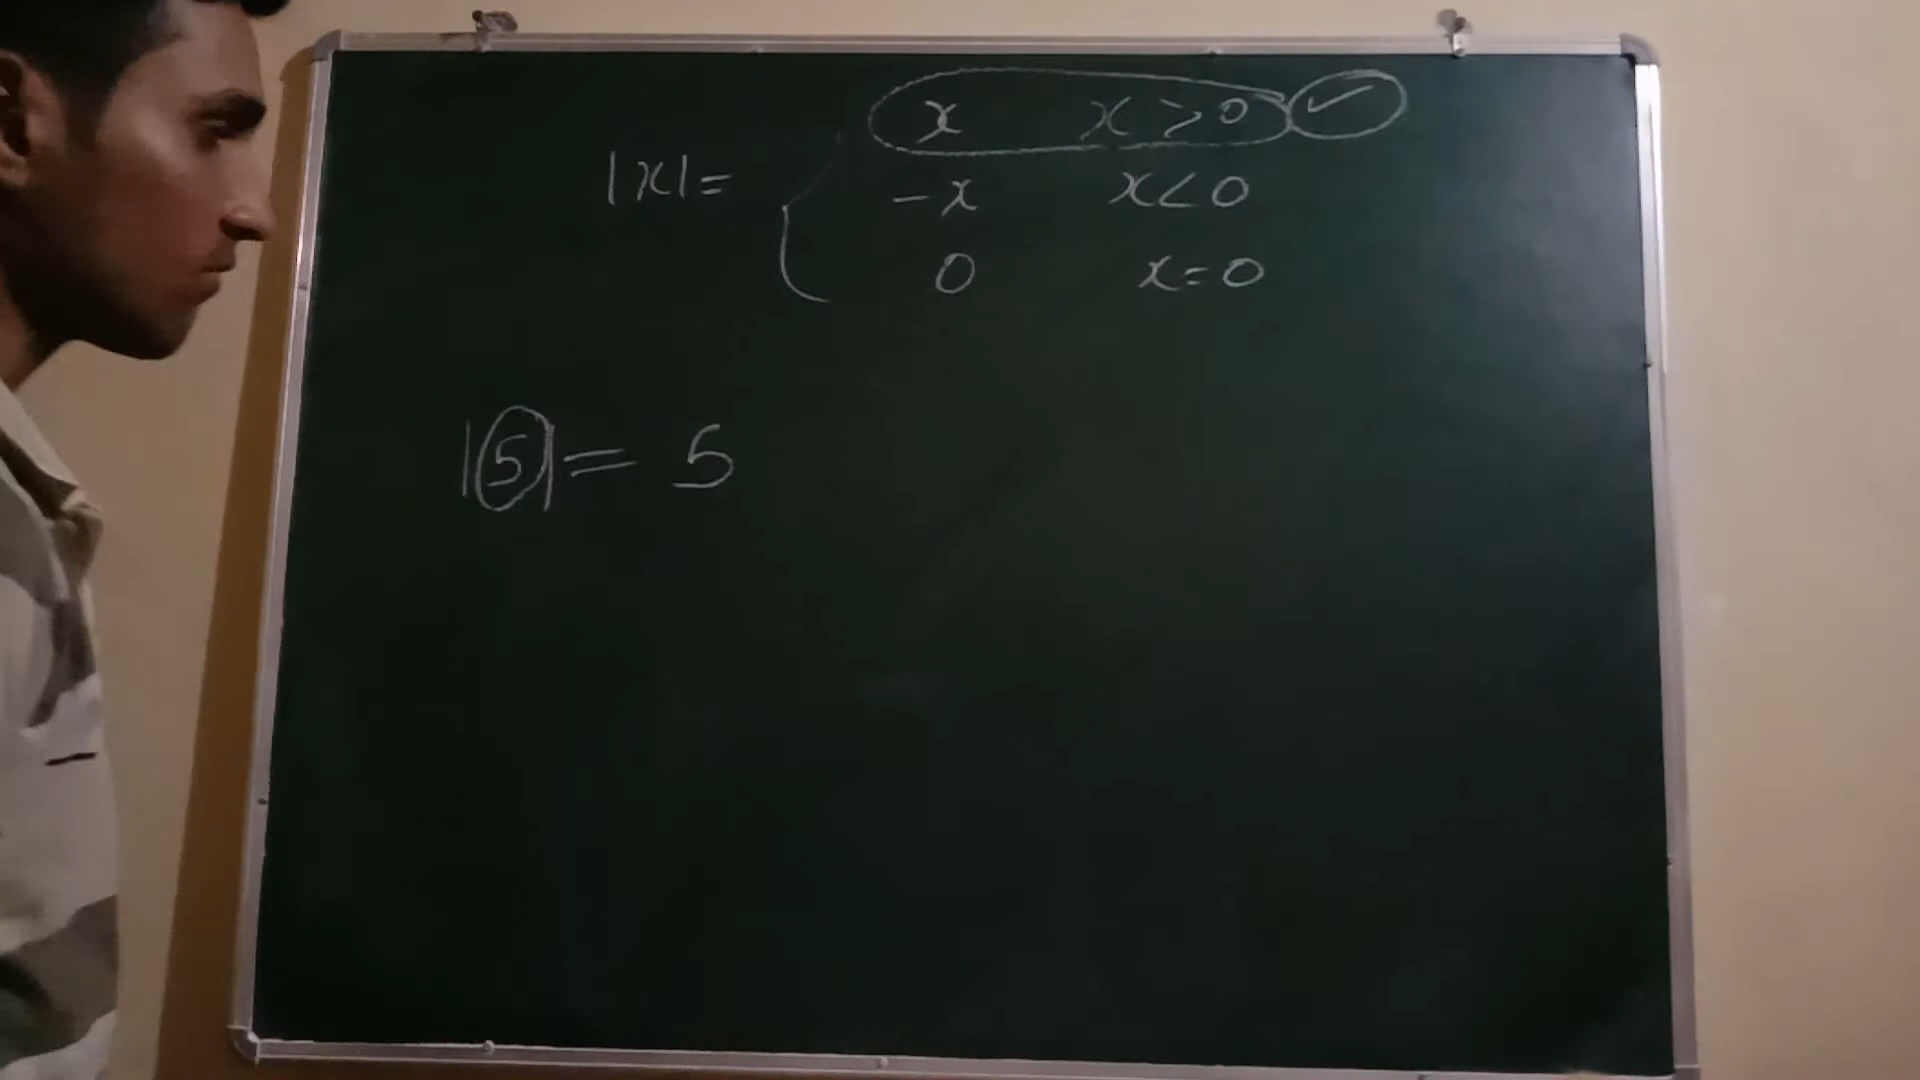 x x > 0 ✓
|x| = { -x x < 0
0 x = 0
|5| = 5